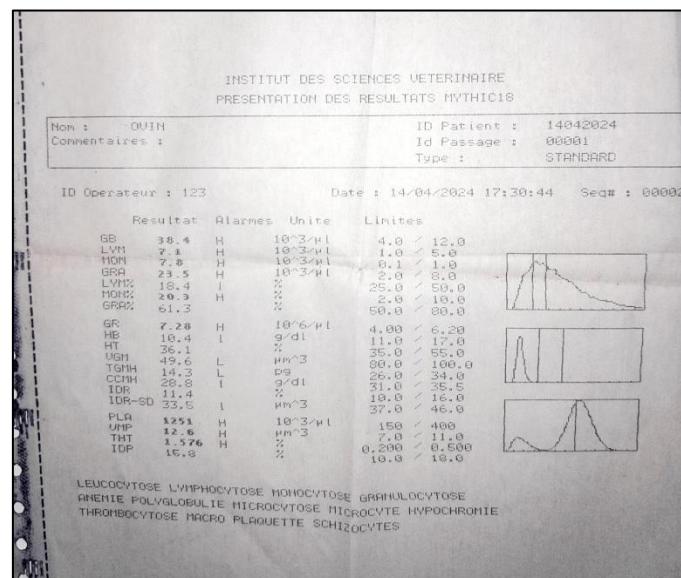 INSTITUT DES SCIENCES VETERINAIRE
PRESENTATION DES RESULTATS MYTHIC18
Nom : OVIN ID Patient : 14042024
Commentaires : Id Passage : 00001
Type : STANDARD
ID Operateur : 123 Date : 14/04/2024 17:30:44 Seq# : 00002
Resultat Alarmes Unite Limites
GB 38.4 H 10^3/µl 4.0 / 12.0
LYM 7.1 H 10^3/µl 1.0 / 5.0
MON 7.8 H 10^3/µl 0.1 / 1.0
GRA 23.5 H 10^3/µl 2.0 / 8.0
LYM% 18.4 l % 25.0 / 50.0
MON% 20.3 H % 2.0 / 10.0
GRA% 61.3 % 50.0 / 80.0
GR 7.28 H 10^6/µl 4.00 / 6.20
HB 10.4 l g/dl 11.0 / 17.0
HT 36.1 % 35.0 / 55.0
VGM 49.6 L µm^3 80.0 / 100.0
TGMH 14.3 L pg 26.0 / 34.0
CCMH 28.8 l g/dl 31.0 / 35.5
IDR 11.4 % 10.0 / 16.0
IDR-SD 33.5 l µm^3 37.0 / 46.0
PLA 1251 H 10^3/µl 150 / 400
VMP 12.6 H µm^3 7.0 / 11.0
THT 1.576 H % 0.200 / 0.500
IDP 15.8 % 10.0 / 18.0
LEUCOCYTOSE LYMPHOCYTOSE MONOCYTOSE GRANULOCYTOSE
ANEMIE POLYGLOBULIE MICROCYTOSE MICROCYTE HYPOCHROMIE
THROMBOCYTOSE MACRO PLAQUETTE SCHIZOCYTES